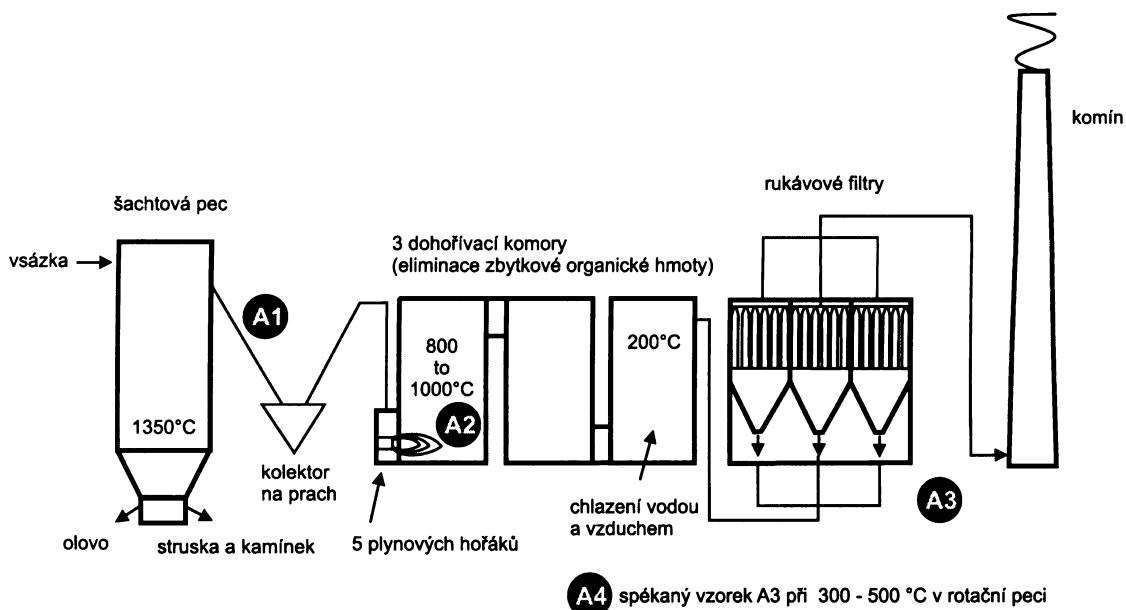 komín
rukávové filtry
šachtová pec
vsázka
3 dohořívací komory
(eliminace zbytkové organické hmoty)
A1
800
to
1000°C
200°C
A2
1350°C
kolektor
na prach
chlazení vodou
a vzduchem
A3
olovo
struska a kamínek
5 plynových hořáků
A4 spékaný vzorek A3 při 300 - 500 °C v rotační peci